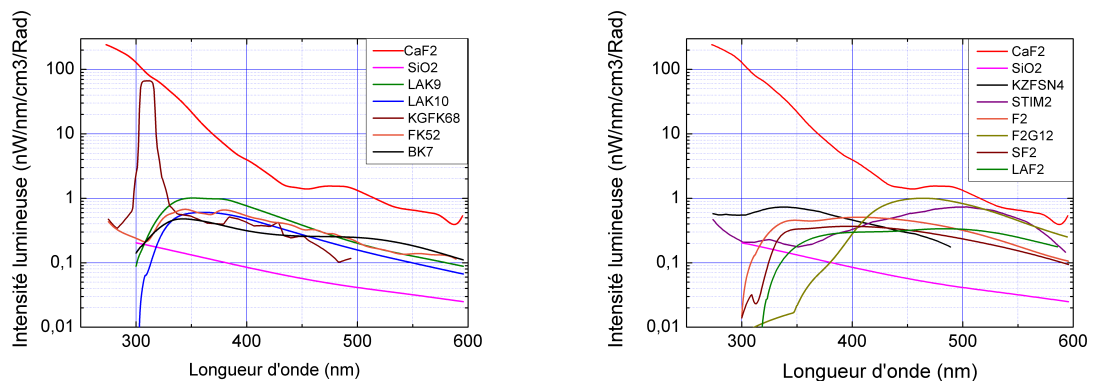 Intensité lumineuse (nW/nm/cm3/Rad)
100
10
1
0,1
0,01
250 300 400 500 600
Longueur d'onde (nm)
CaF2
SiO2
LAK9
LAK10
KGFK68
FK52
BK7
Intensité lumineuse (nW/nm/cm3/Rad)
100
10
1
0,1
0,01
250 300 400 500 600
Longueur d'onde (nm)
CaF2
SiO2
KZFSN4
STIM2
F2
F2G12
SF2
LAF2